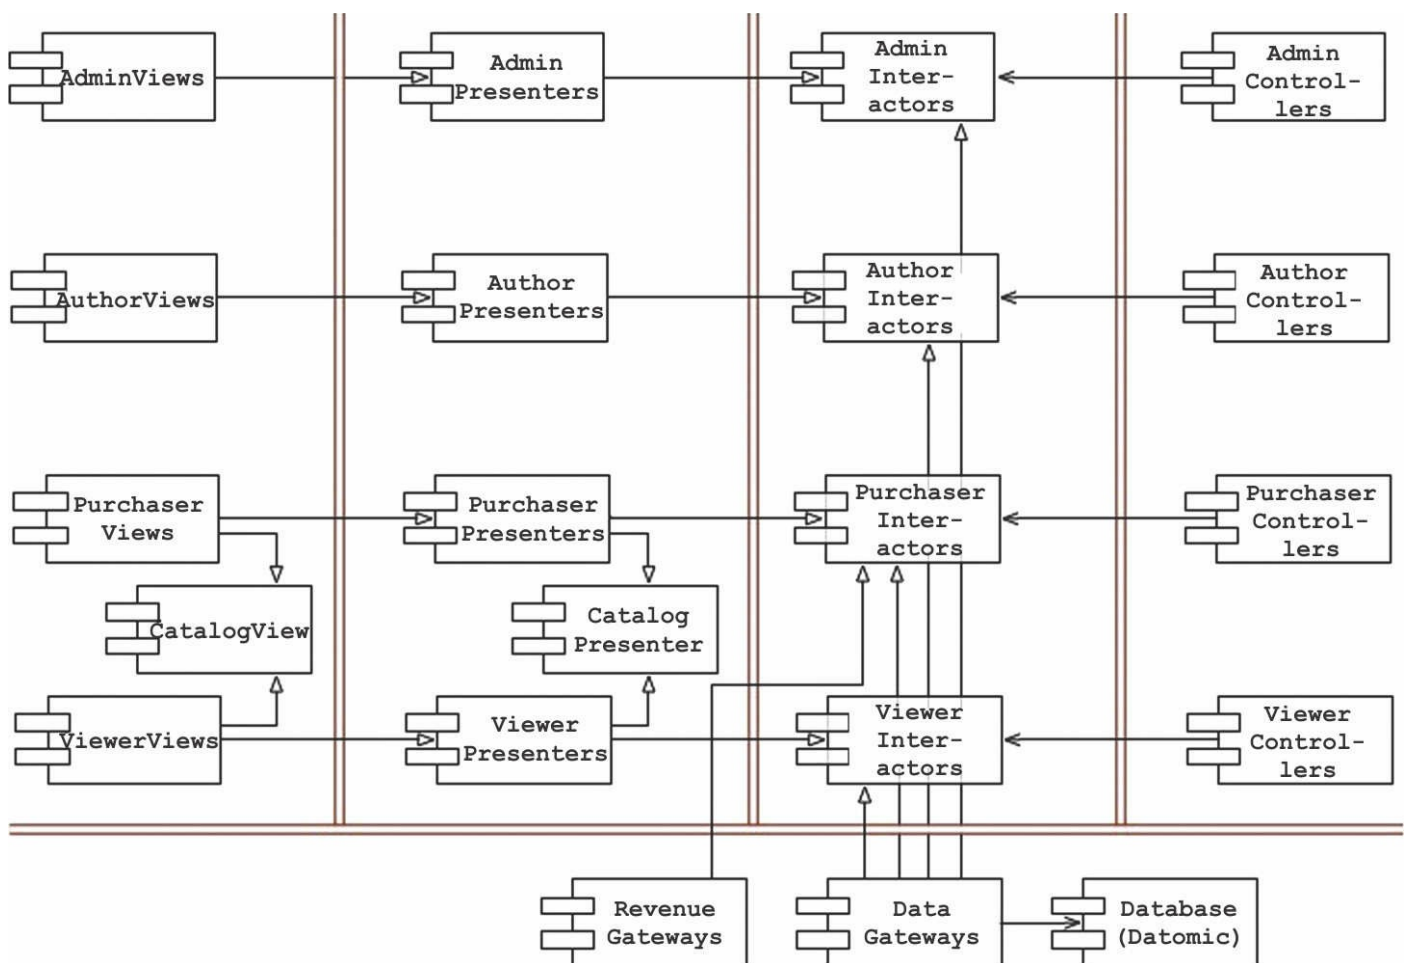 AdminViews
Admin
Presenters
Admin
Inter-
actors
Admin
Control-
lers
AuthorViews
Author
Presenters
Author
Inter-
actors
Author
Control-
lers
Purchaser
Views
Purchaser
Presenters
Purchaser
Inter-
actors
Purchaser
Control-
lers
CatalogView
Catalog
Presenter
ViewerViews
Viewer
Presenters
Viewer
Inter-
actors
Viewer
Control-
lers
Revenue
Gateways
Data
Gateways
Database
(Datomic)